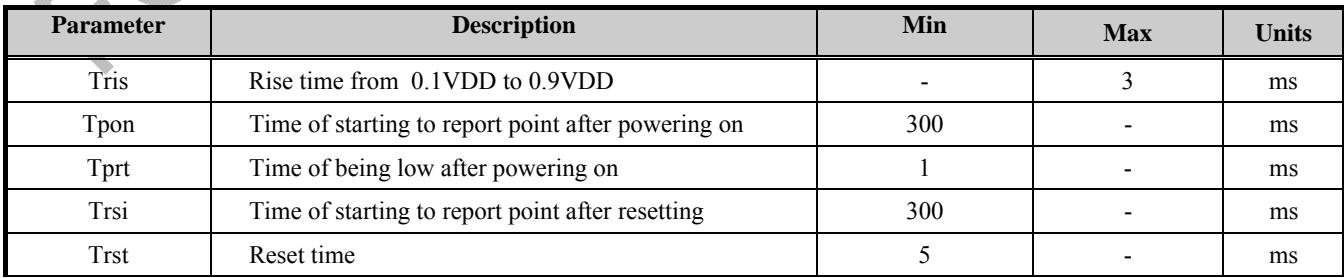 Parameter Description Min Max Units
Tris Rise time from 0.1VDD to 0.9VDD - 3 ms
Tpon Time of starting to report point after powering on 300 - ms
Tprt Time of being low after powering on 1 - ms
Trsi Time of starting to report point after resetting 300 - ms
Trst Reset time 5 - ms